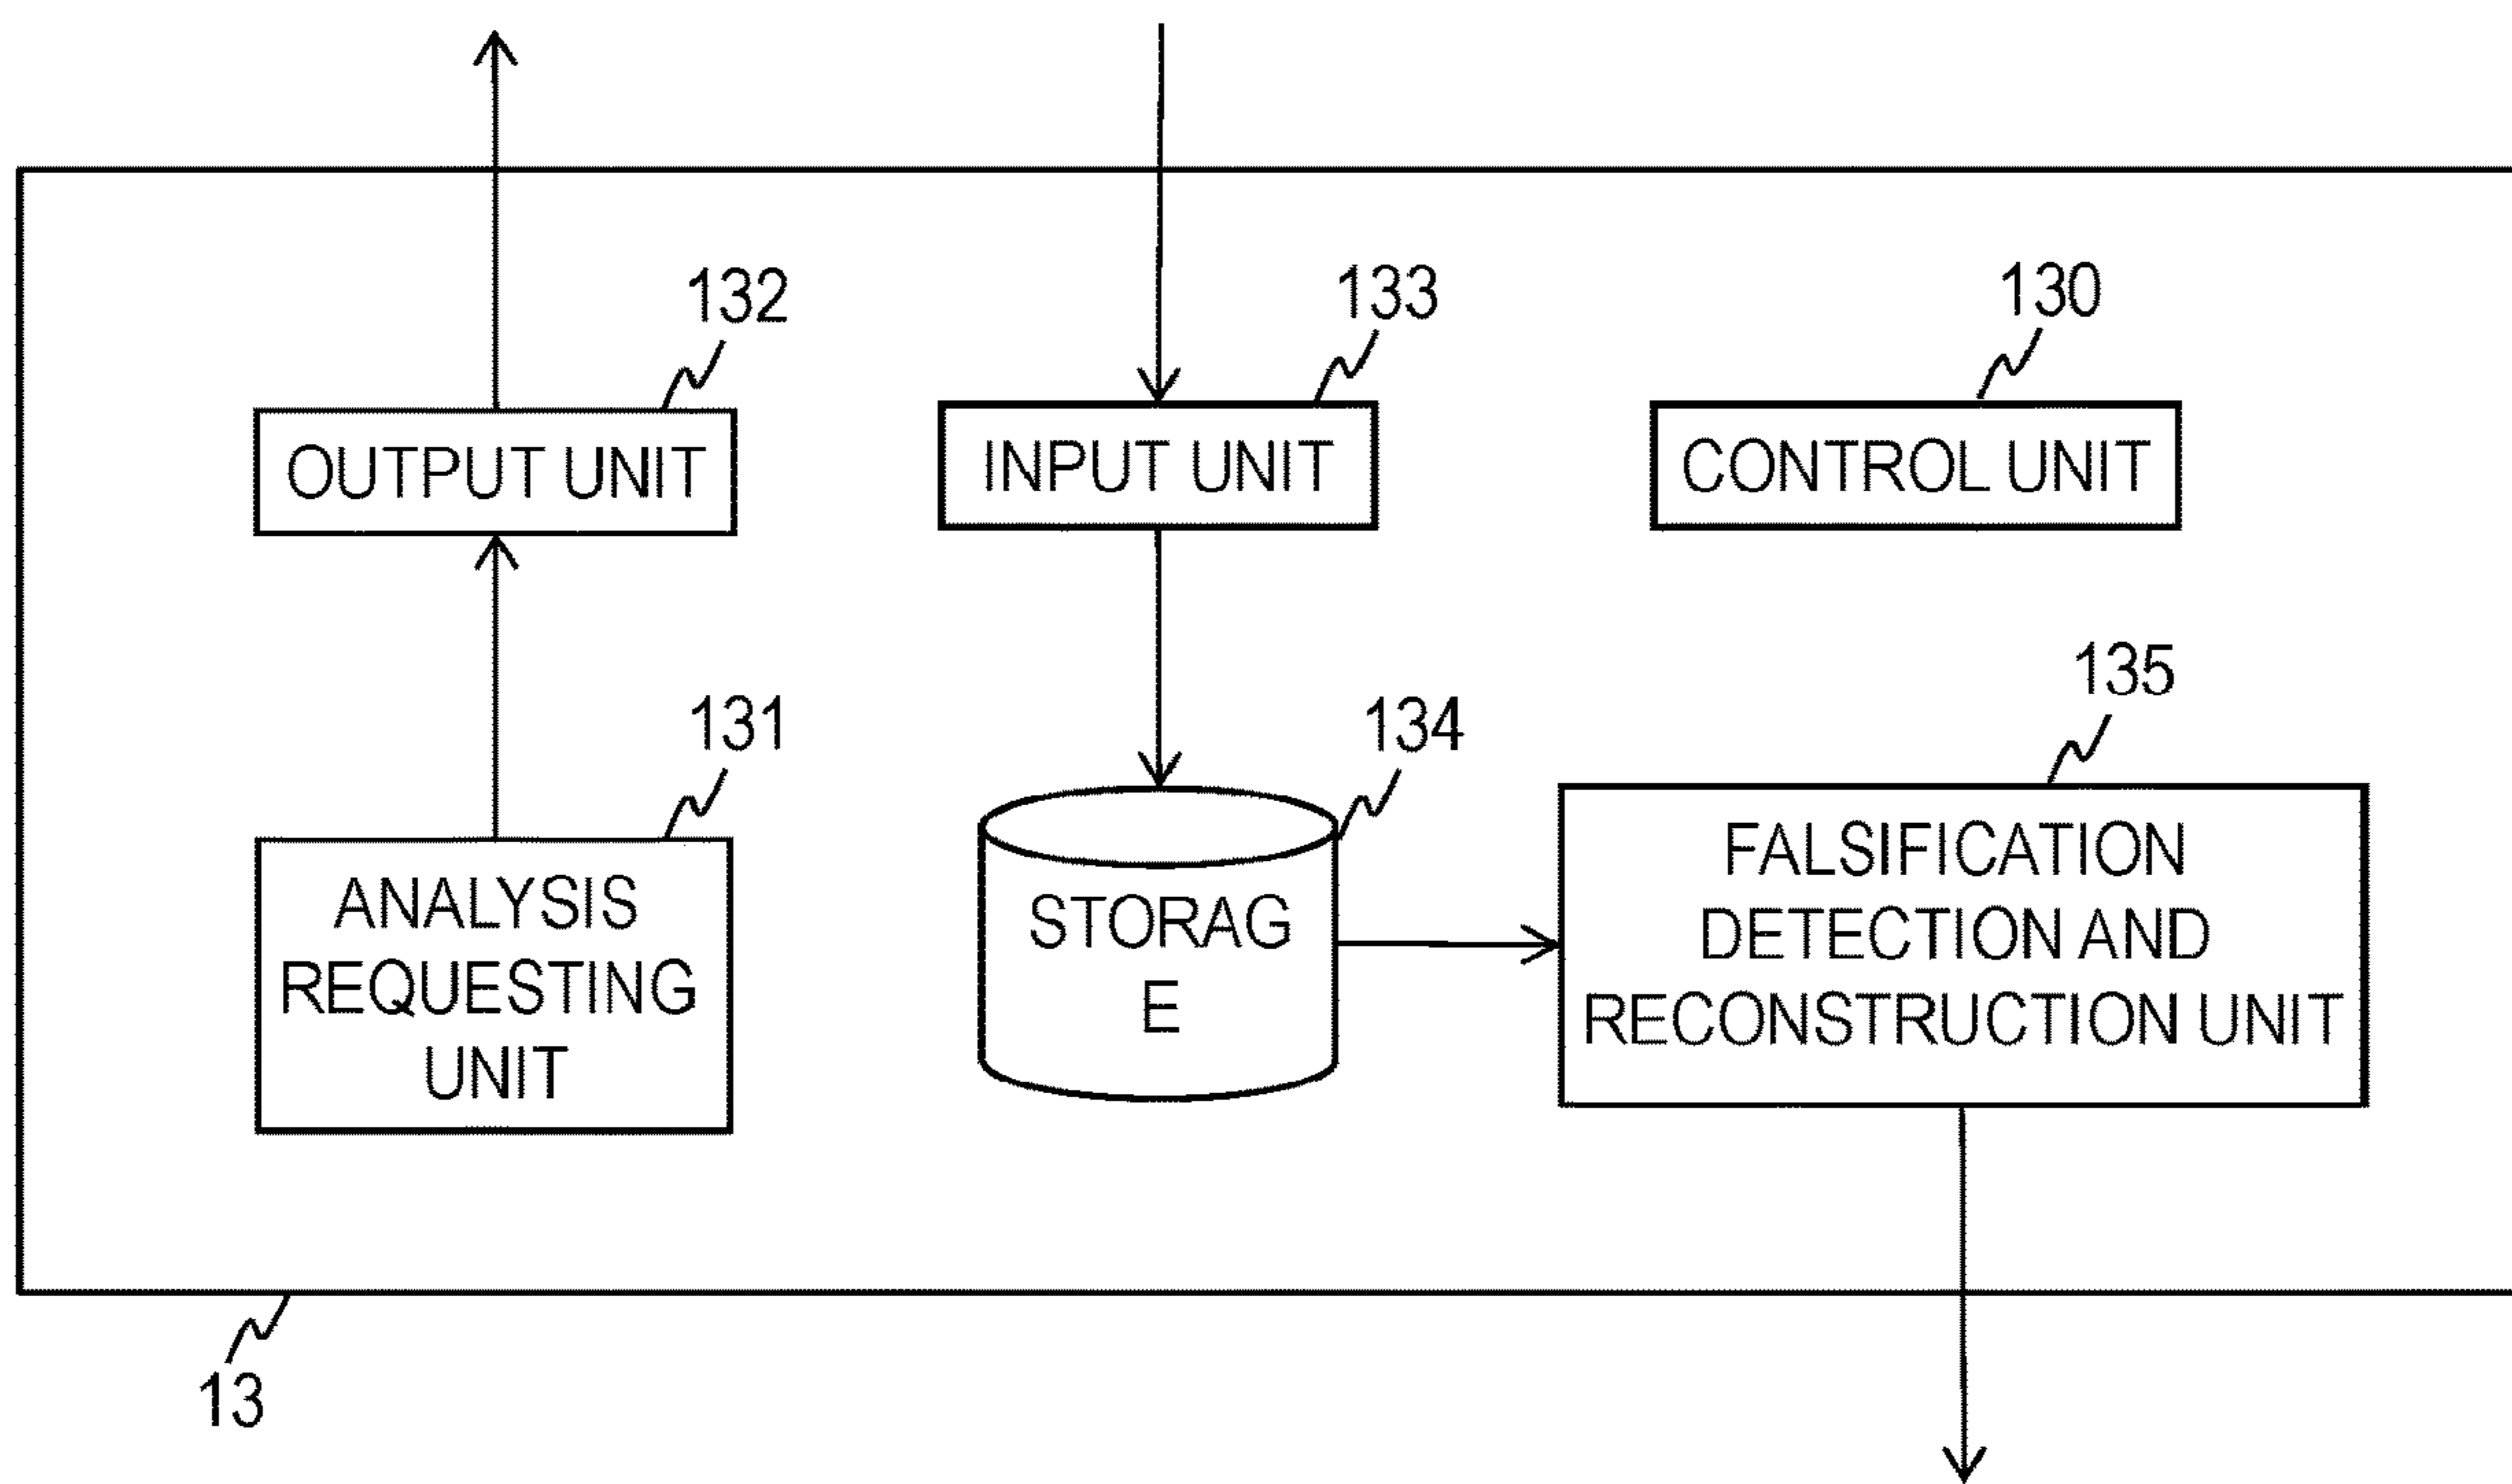 132
133
130
OUTPUT UNIT
INPUT UNIT
CONTROL UNIT
131
134
135
ANALYSIS
REQUESTING
UNIT
STORAG
E
FALSIFICATION
DETECTION AND
RECONSTRUCTION UNIT
13